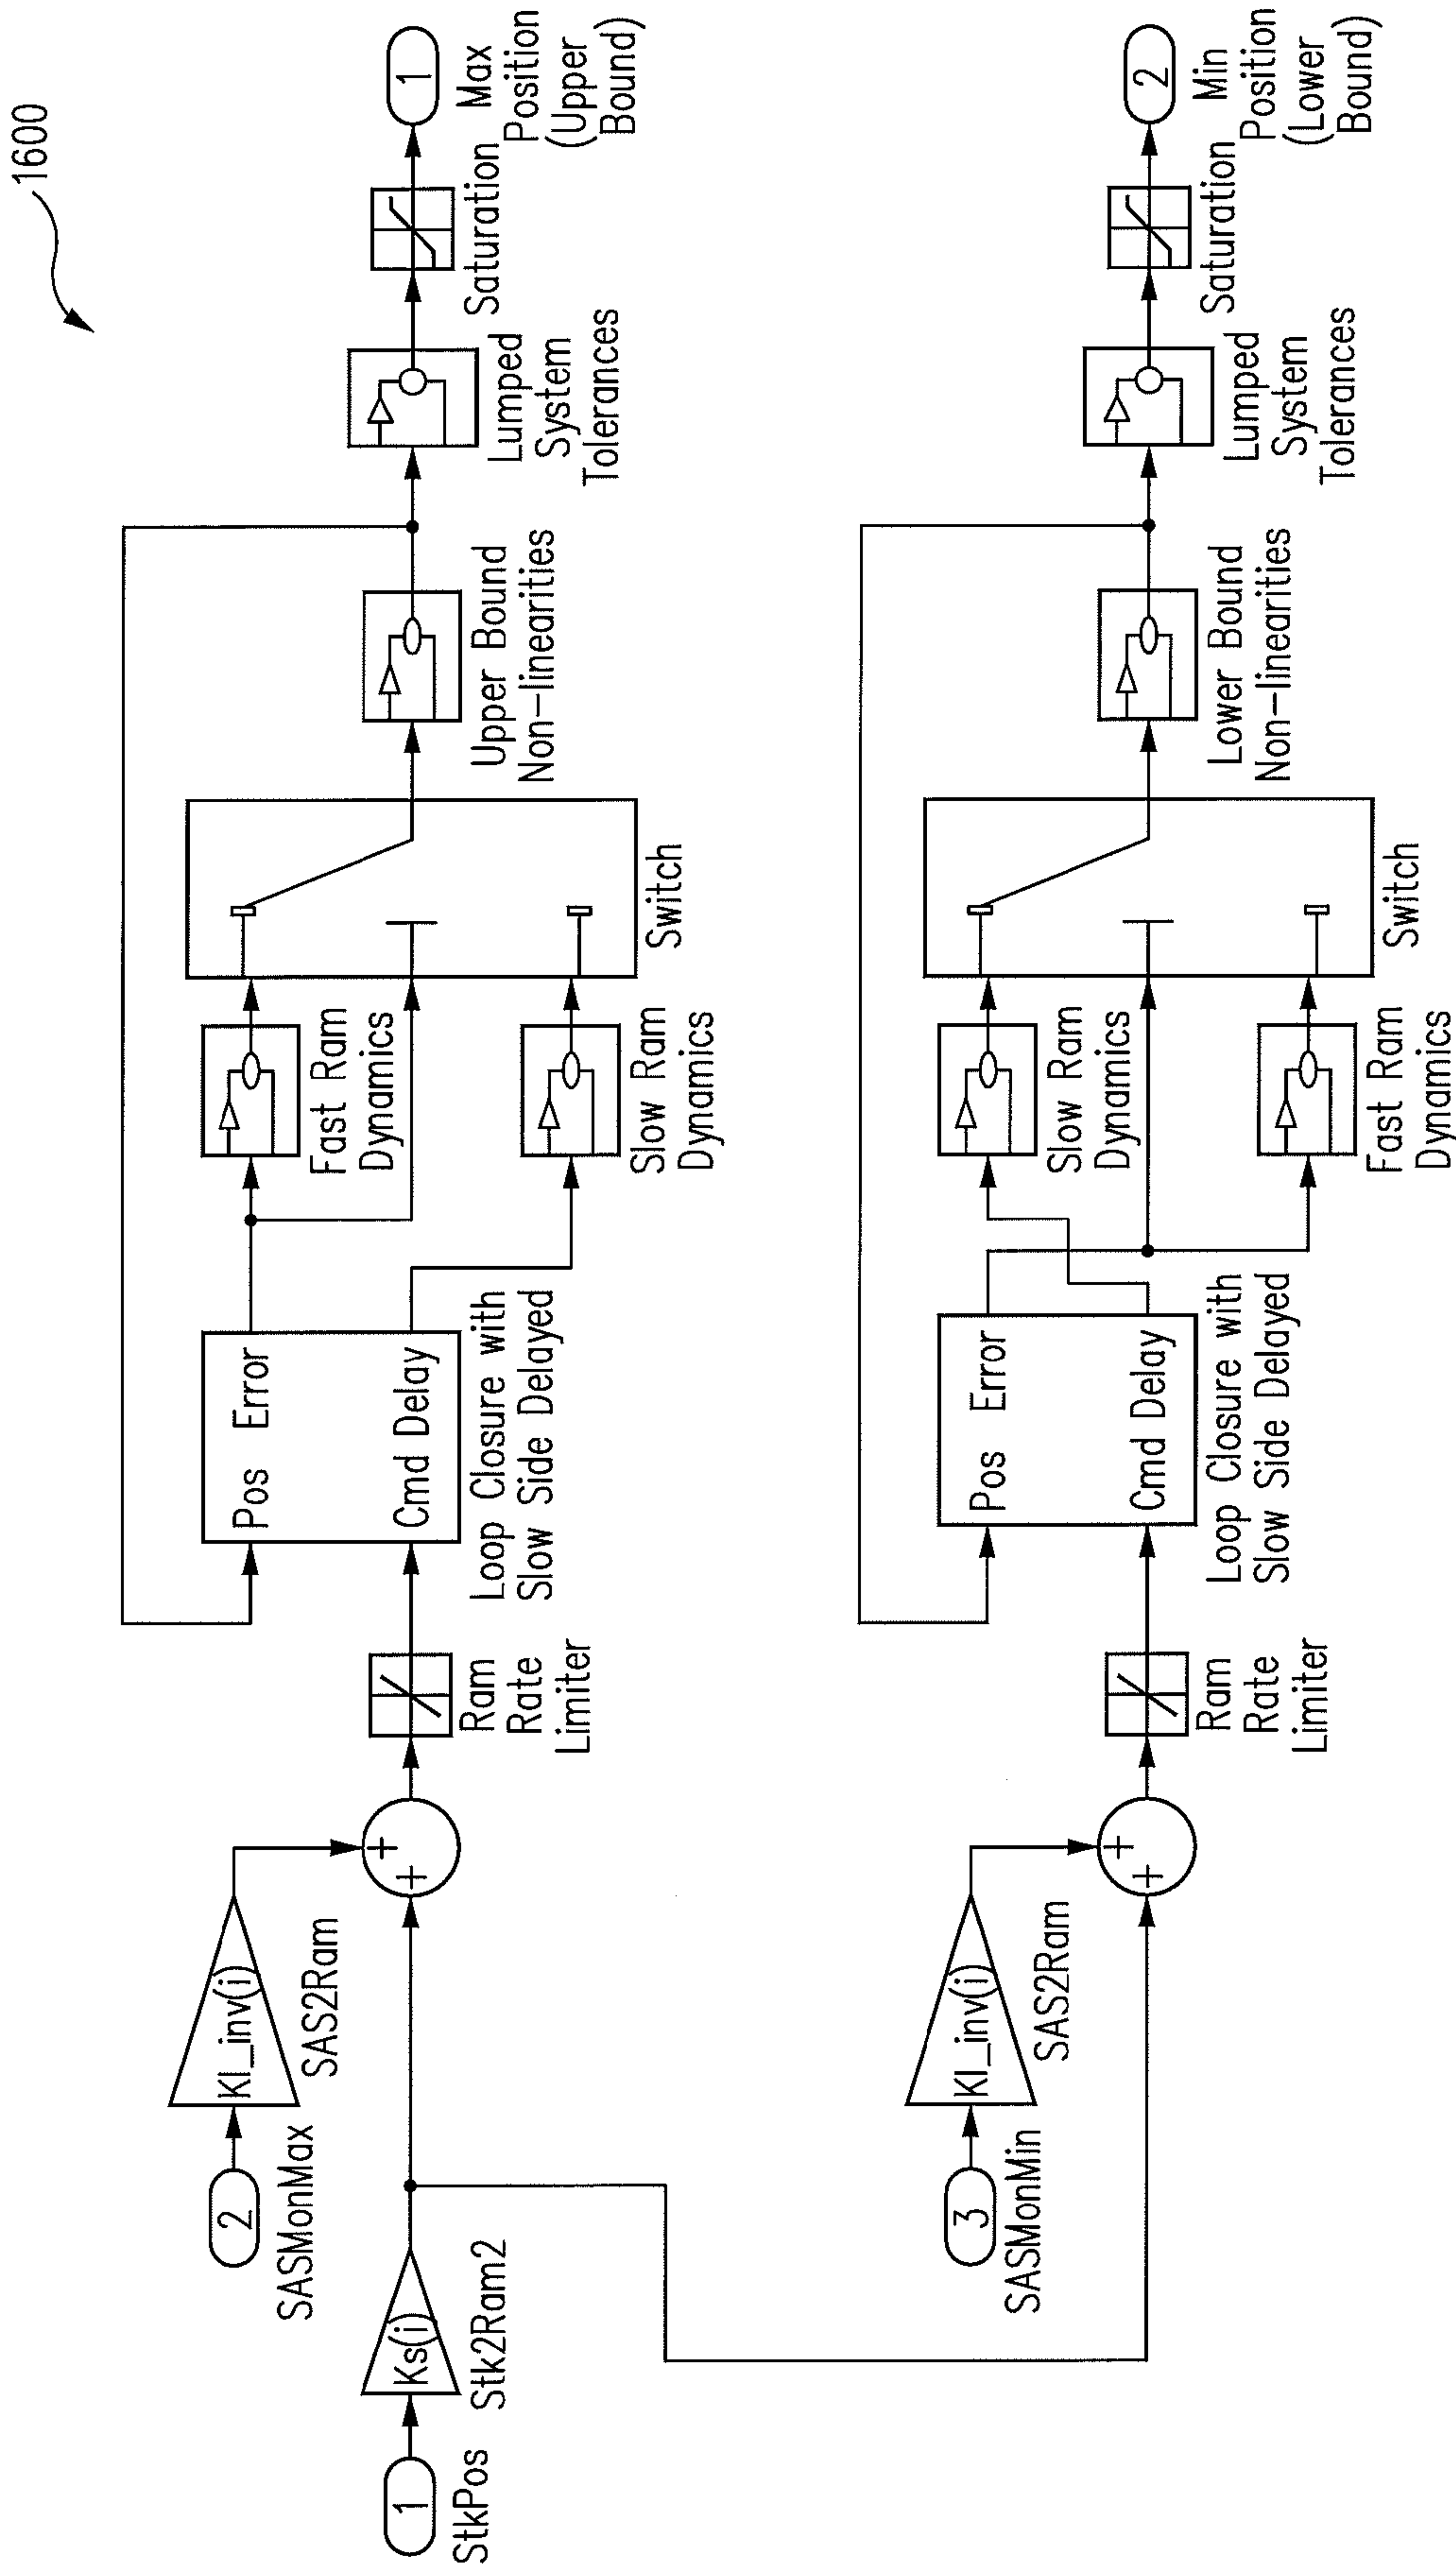 1600
2
SASMonMax
KI_inv(i)
SAS2Ram
1
StkPos
Ks(i)
Stk2Ram2
+
+
Ram
Rate
Limiter
Pos Error
Cmd Delay
Loop Closure with
Slow Side Delayed
Fast Ram
Dynamics
Slow Ram
Dynamics
Switch
Upper Bound
Non-linearities
Lumped
System
Tolerances
Saturation
1
Max
Position
(Upper
Bound)
3
SASMonMin
KI_inv(i)
SAS2Ram
+
+
Ram
Rate
Limiter
Pos Error
Cmd Delay
Loop Closure with
Slow Side Delayed
Slow Ram
Dynamics
Fast Ram
Dynamics
Switch
Lower Bound
Non-linearities
Lumped
System
Tolerances
Saturation
2
Min
Position
(Lower
Bound)